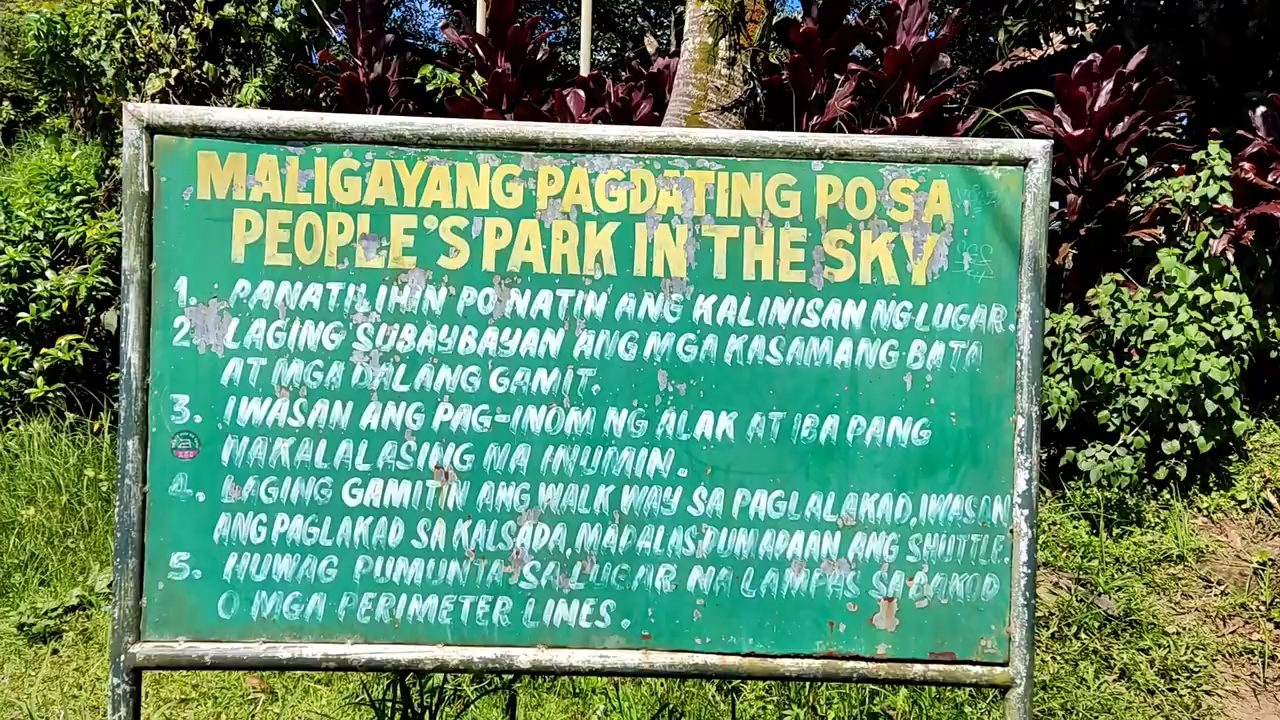 MALIGAYANG PAGDATING PO SA
PEOPLE'S PARK IN THE SKY
1. PANATILIHIN PO NATIN ANG KALINISAN NG LUGAR.
2. LAGING SUBAYBAYAN ANG MGA KASAMANG BATA
AT MGA DALANG GAMIT.
3. IWASAN ANG PAG-INOM NG ALAK AT IBA PANG
NAKALALASING NA INUMIN.
4. LAGING GAMITIN ANG WALK WAY SA PAGLALAKAD, IWASAN
ANG PAGLAKAD SA KALSADA, MADALAS DUMADAAN ANG SHUTTLE.
5. HUWAG PUMUNTA SA LUGAR NA LAMPAS SA BAKOD
O MGA PERIMETER LINES.